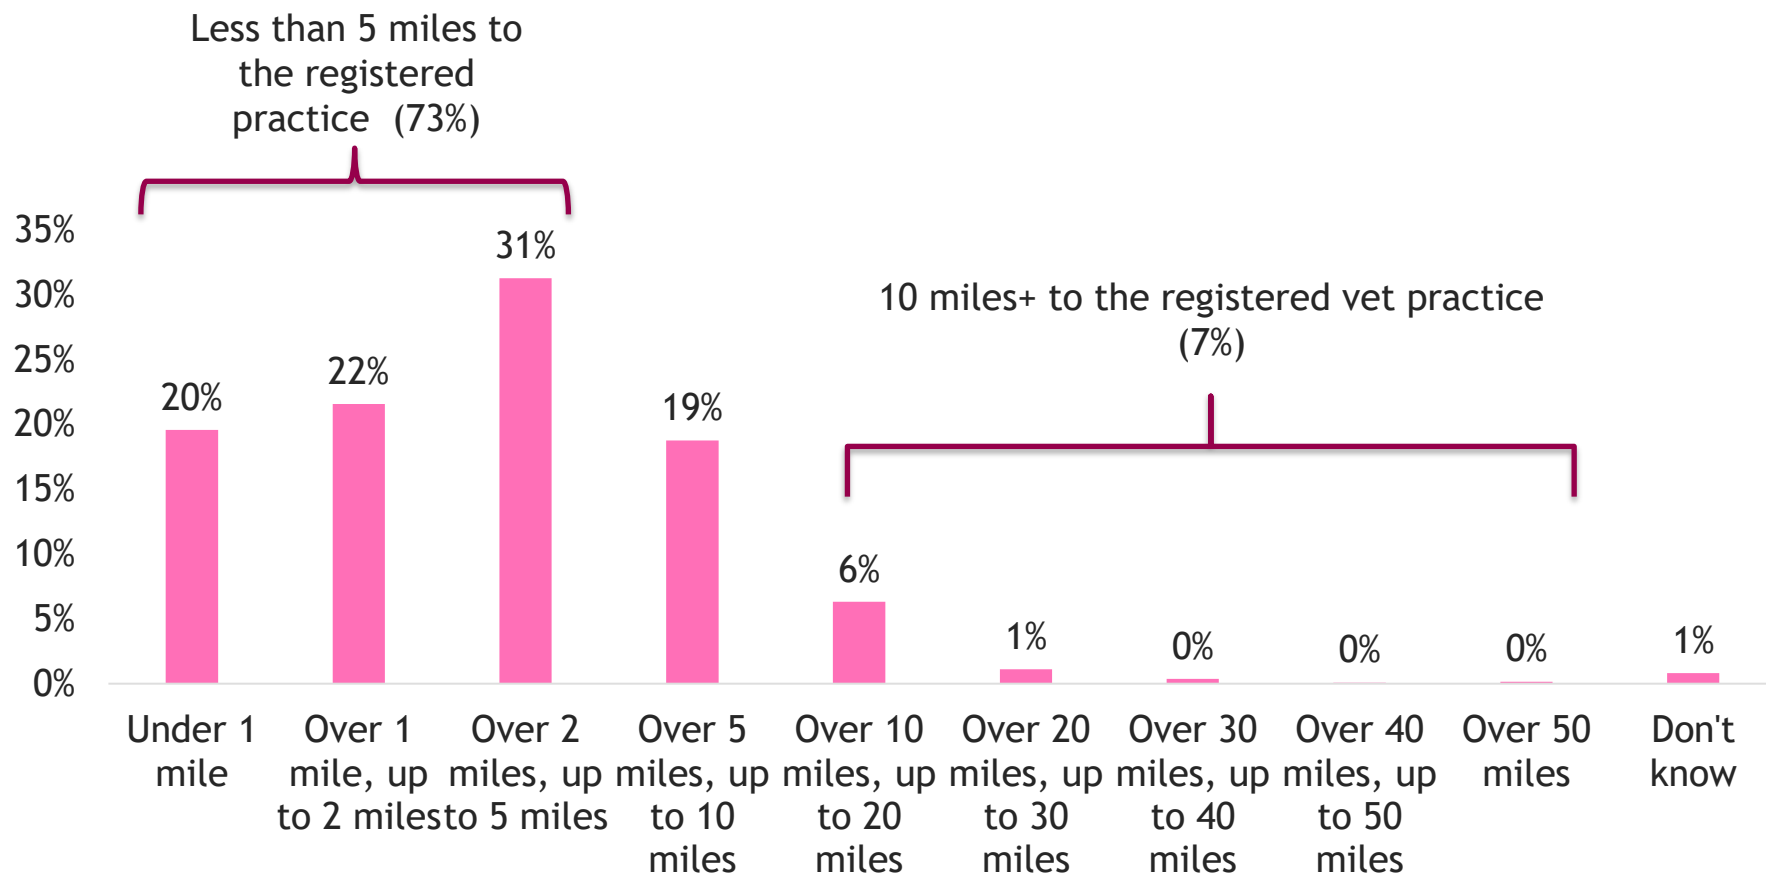 Less than 5 miles to
the registered
practice (73%)
10 miles+ to the registered vet practice
(7%)
35%
30%
25%
20%
15%
10%
5%
0%
20%
22%
31%
19%
6%
1%
0%
0%
0%
1%
Under 1
mile
Over 1
mile, up
to 2 miles
Over 2
miles, up
to 5 miles
Over 5
miles, up
to 10
miles
Over 10
miles, up
to 20
miles
Over 20
miles, up
to 30
miles
Over 30
miles, up
to 40
miles
Over 40
miles, up
to 50
miles
Over 50
miles
Don't
know